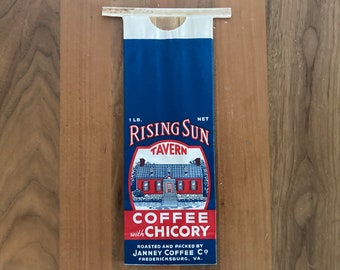 1 LB. NET
RISING SUN
TAVERN
COFFEE
with CHICORY
ROASTED AND PACKED BY
JANNEY COFFEE CO
FREDERICKSBURG, VA.